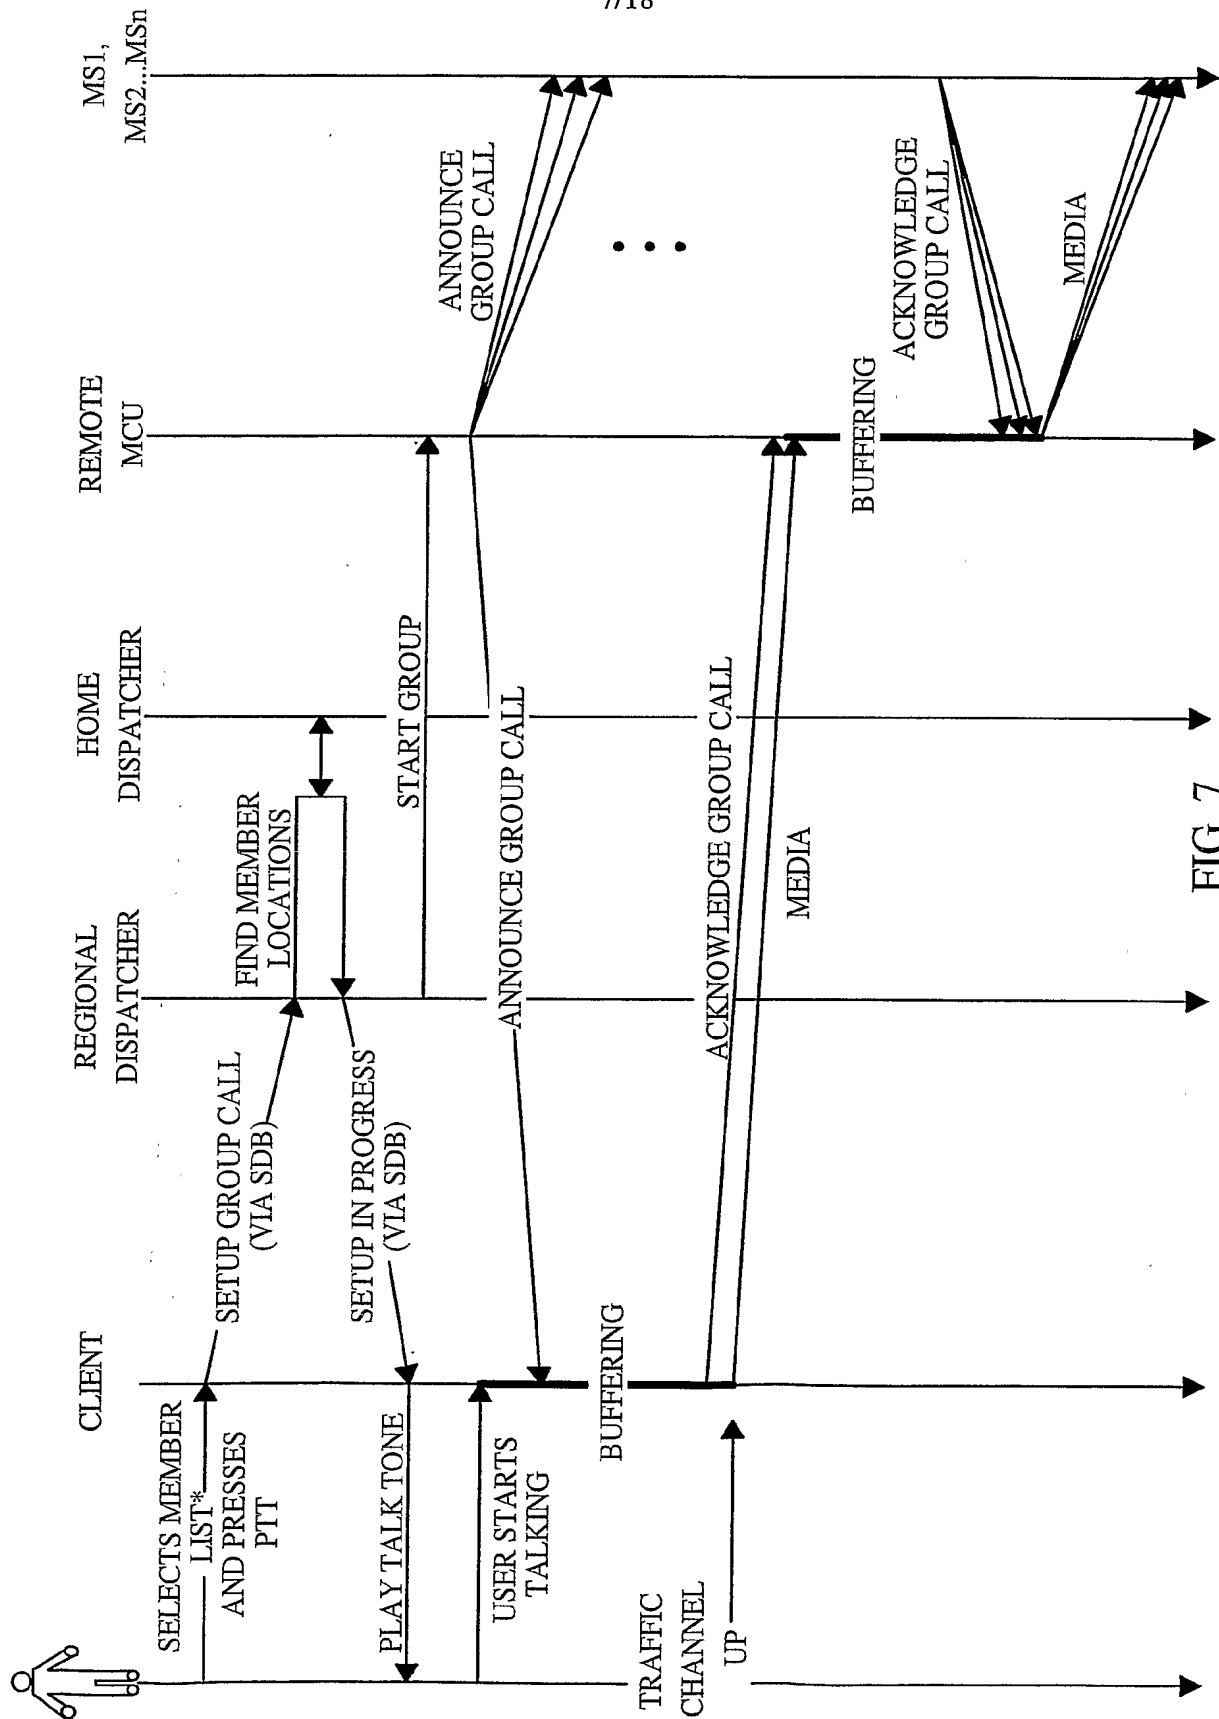 7/18
CLIENT
REGIONAL
DISPATCHER
HOME
DISPATCHER
REMOTE
MCU
MS1,
MS2...MSn
SELECTS MEMBER
LIST*
AND PRESSES
PTT
SETUP GROUP CALL
(VIA SDB)
FIND MEMBER
LOCATIONS
SETUP IN PROGRESS
(VIA SDB)
PLAY TALK TONE
START GROUP
ANNOUNCE
GROUP CALL
USER STARTS
TALKING
ANNOUNCE GROUP CALL
BUFFERING
TRAFFIC
CHANNEL
UP
ACKNOWLEDGE GROUP CALL
MEDIA
BUFFERING
ACKNOWLEDGE
GROUP CALL
MEDIA
FIG. 7